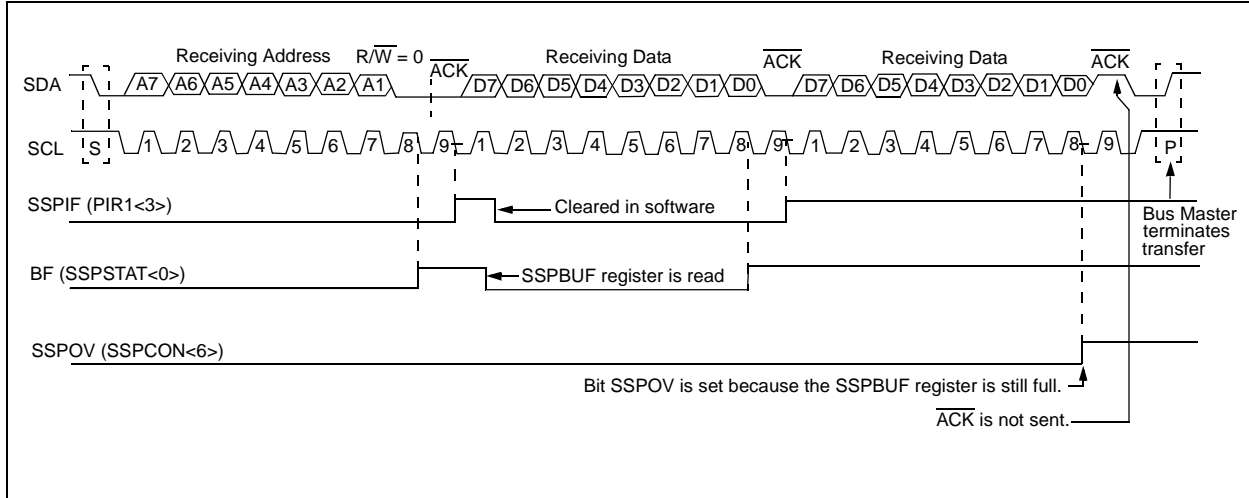 Receiving Address R/W̅ = 0 Receiving Data A̅C̅K̅ Receiving Data A̅C̅K̅
A̅C̅K̅
SDA A7 A6 A5 A4 A3 A2 A1 D7 D6 D5 D4 D3 D2 D1 D0 D7 D6 D5 D4 D3 D2 D1 D0
SCL S 1 2 3 4 5 6 7 8 9 1 2 3 4 5 6 7 8 9 1 2 3 4 5 6 7 8 9 P
SSPIF (PIR1<3>) Cleared in software
Bus Master
terminates
transfer
BF (SSPSTAT<0>) SSPBUF register is read
SSPOV (SSPCON<6>)
Bit SSPOV is set because the SSPBUF register is still full.
A̅C̅K̅ is not sent.